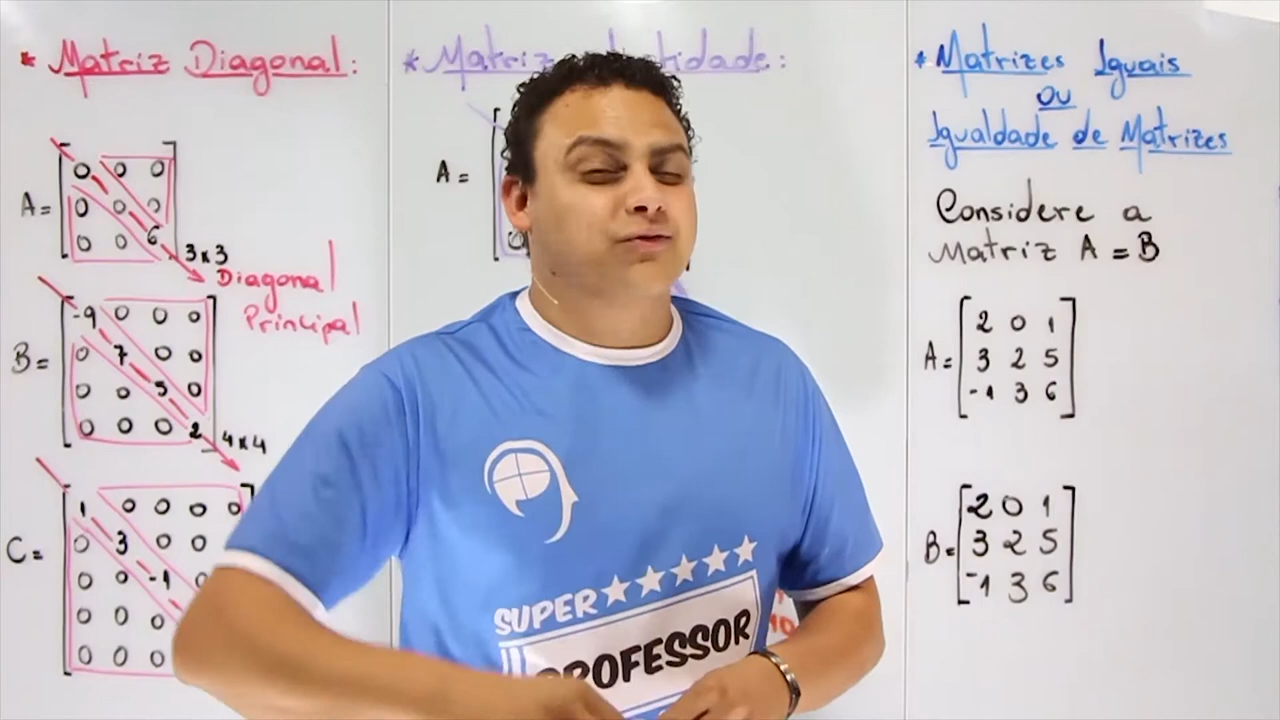 * Matriz Diagonal:
A = 0 0 0
0 0 0
0 0 6
3x3
Diagonal
Principal
B = -9 0 0 0
0 7 0 0
0 0 5 0
0 0 0 2
4x4
C = 1 0 0 0 0
0 3 0 0
0 0 -1
0 0 0
0 0 0
* Matriz
A =
* Matrizes Iguais
ou
Igualdade de Matrizes
Considere a
Matriz A = B
A = 2 0 1
3 2 5
-1 3 6
B = 2 0 1
3 2 5
-1 3 6
SUPER
PROFESSOR